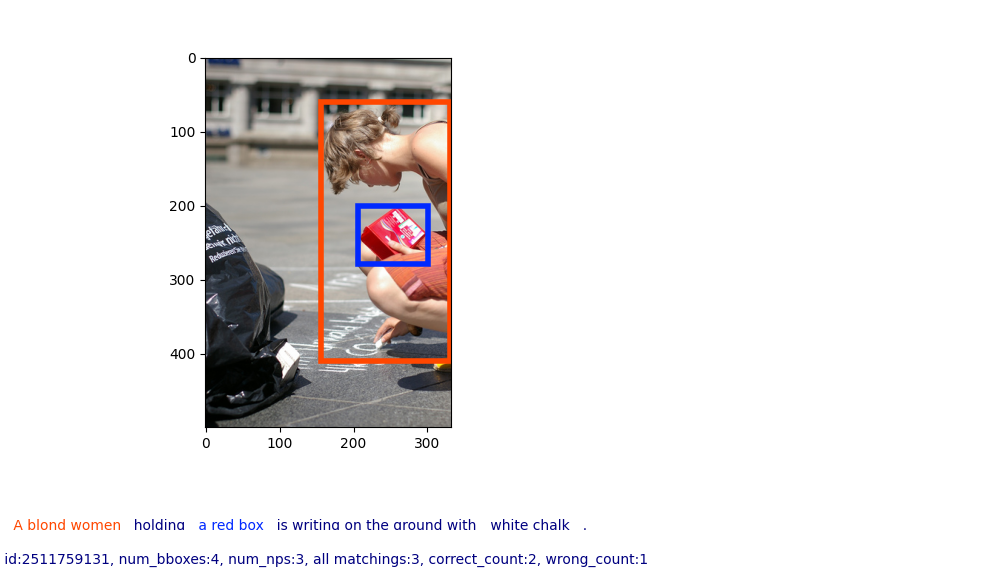 0
100
200
300
400
0 100 200 300
A blond women holding a red box is writing on the ground with white chalk .
id:2511759131, num_bboxes:4, num_nps:3, all matchings:3, correct_count:2, wrong_count:1